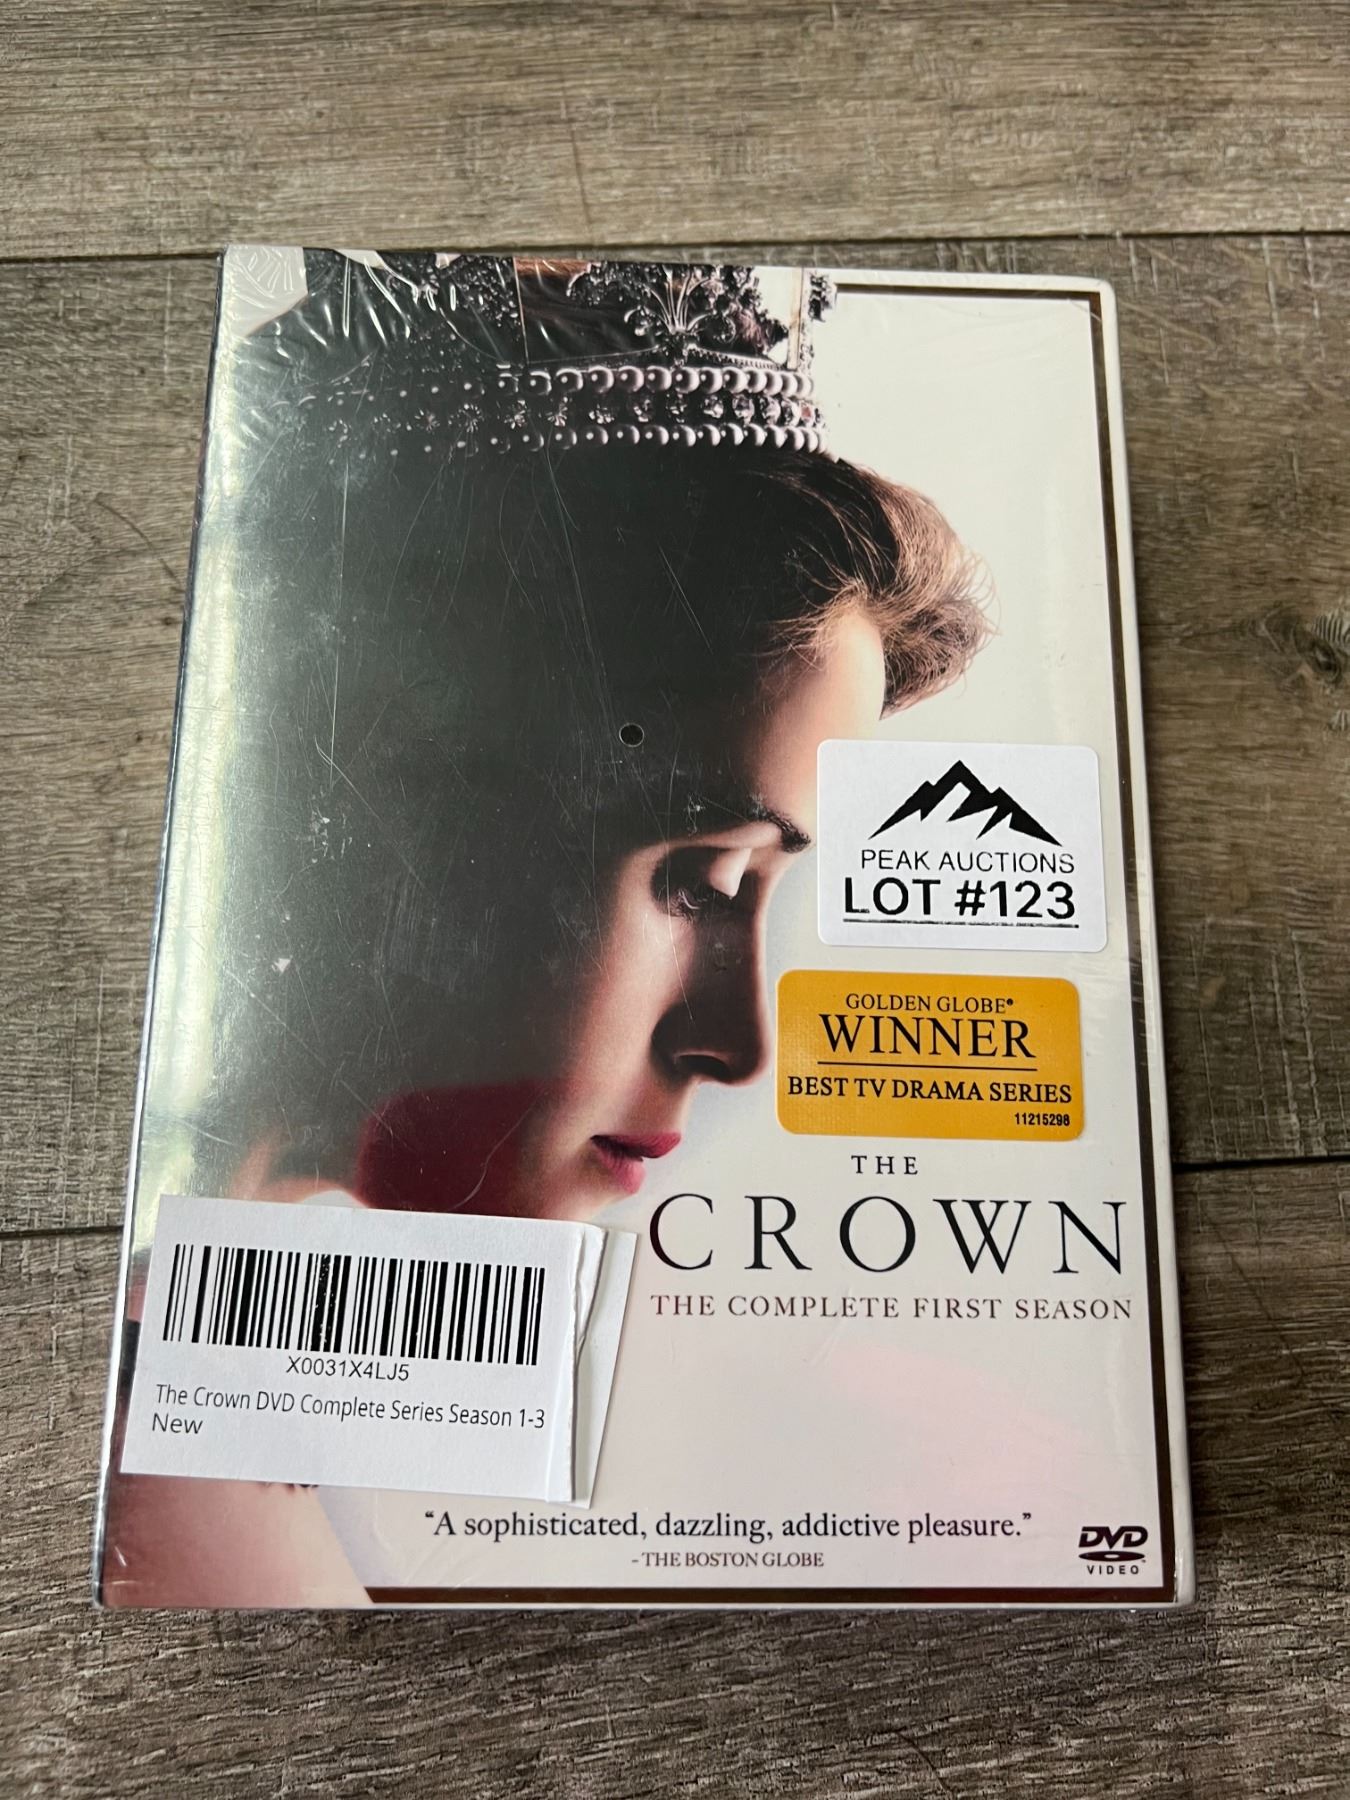 PEAK AUCTIONS
LOT #123
GOLDEN GLOBE®
WINNER
BEST TV DRAMA SERIES
11215298
THE
CROWN
THE COMPLETE FIRST SEASON
X0031X4LJ5
The Crown DVD Complete Series Season 1-3
New
“A sophisticated, dazzling, addictive pleasure.”
- THE BOSTON GLOBE
DVD
VIDEO